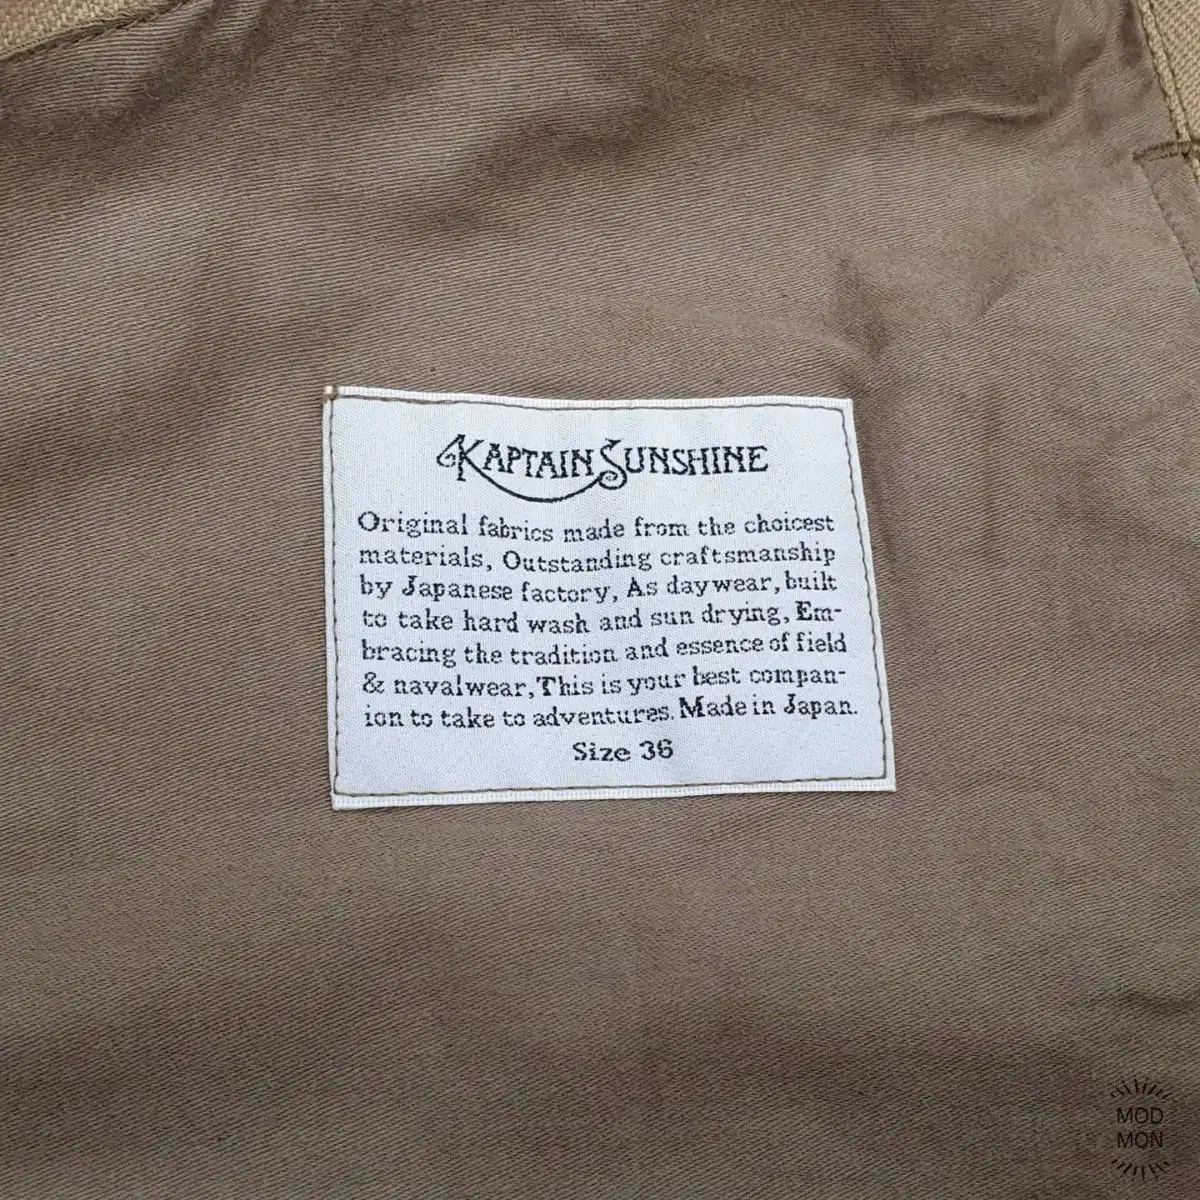 KAPTAIN SUNSHINE
Original fabrics made from the choicest
materials, Outstanding craftsmanship
by Japanese factory, As daywear, built
to take hard wash and sun drying, Em-
bracing the tradition and essence of field
& navalwear, This is your best compan-
ion to take to adventures. Made in Japan.
Size 36
MOD
MON